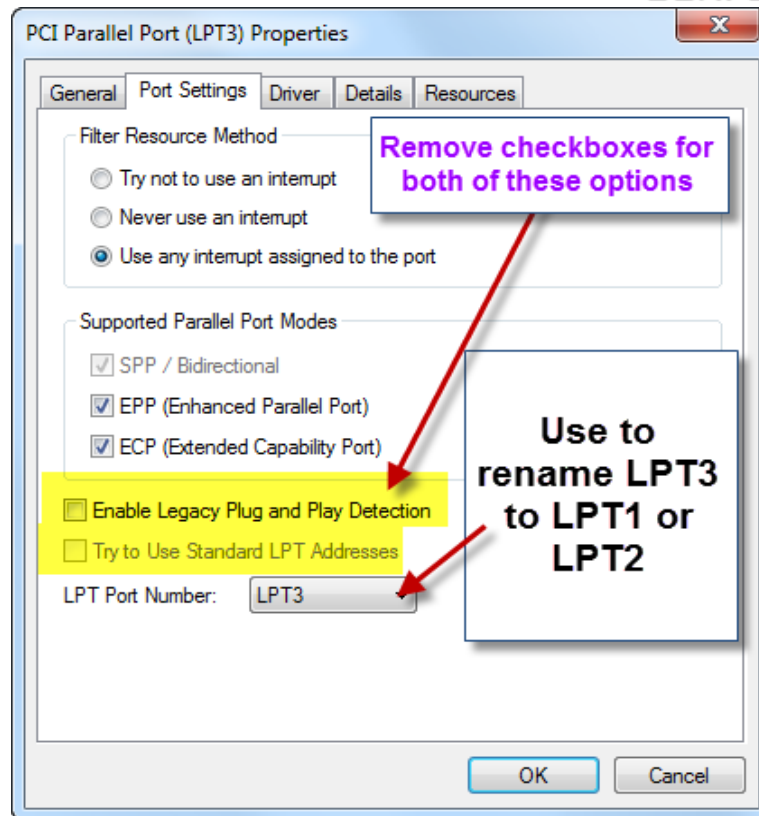 PCI Parallel Port (LPT3) Properties
X
General Port Settings Driver Details Resources
Filter Resource Method
Remove checkboxes for
both of these options
Try not to use an interrupt
Never use an interrupt
Use any interrupt assigned to the port
Supported Parallel Port Modes
SPP / Bidirectional
EPP (Enhanced Parallel Port)
ECP (Extended Capability Port)
Use to
rename LPT3
to LPT1 or
LPT2
Enable Legacy Plug and Play Detection
Try to Use Standard LPT Addresses
LPT Port Number: LPT3
OK Cancel